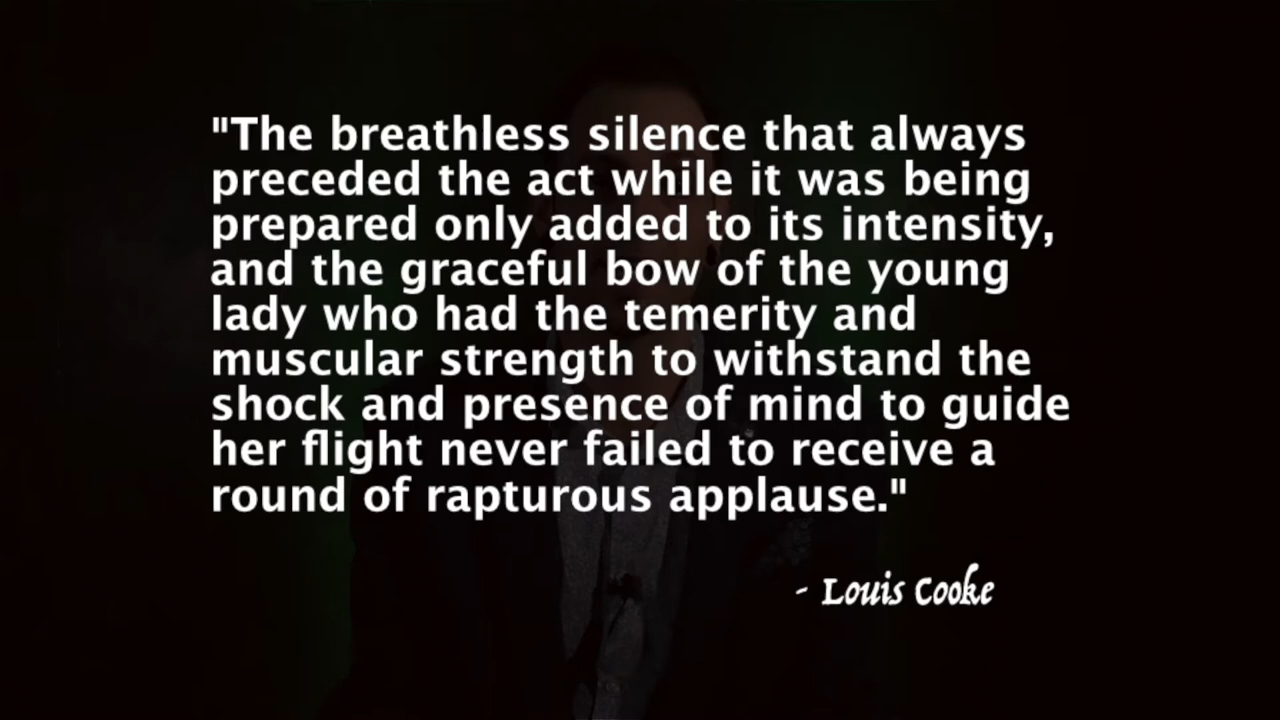 "The breathless silence that always
preceded the act while it was being
prepared only added to its intensity,
and the graceful bow of the young
lady who had the temerity and
muscular strength to withstand the
shock and presence of mind to guide
her flight never failed to receive a
round of rapturous applause."
- Louis Cooke